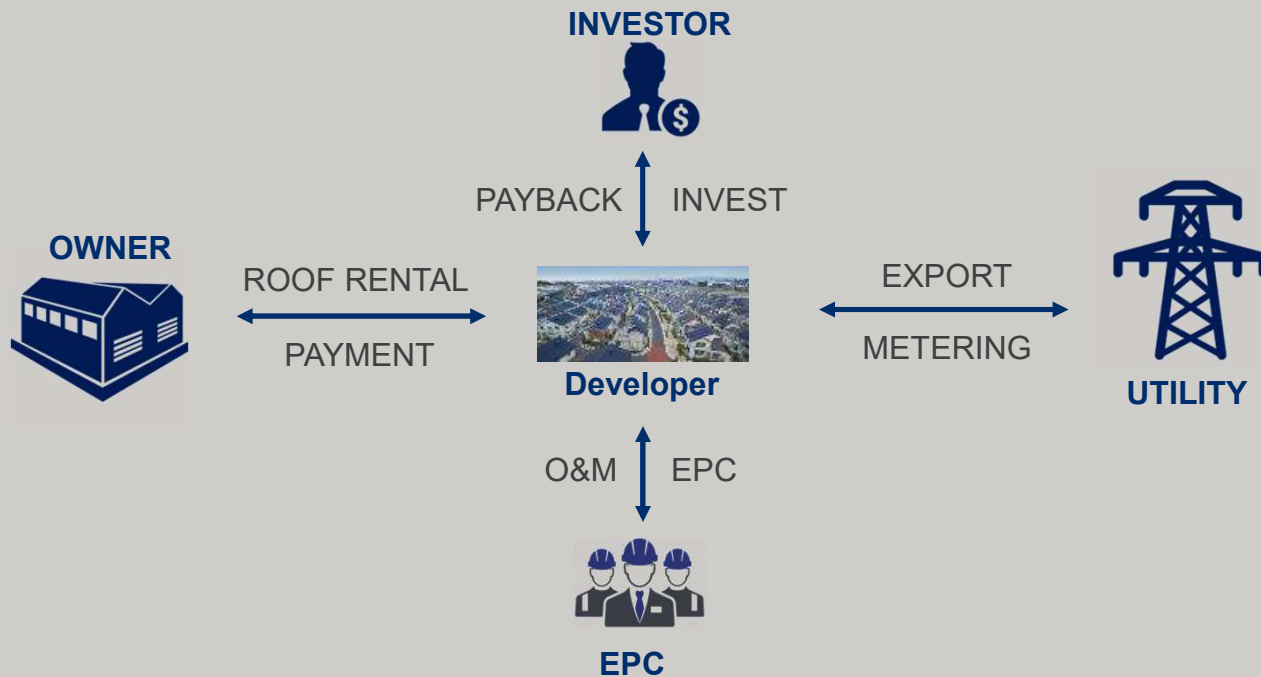 INVESTOR
$
PAYBACK INVEST
OWNER
ROOF RENTAL
EXPORT
PAYMENT
METERING
Developer
UTILITY
O&M EPC
EPC